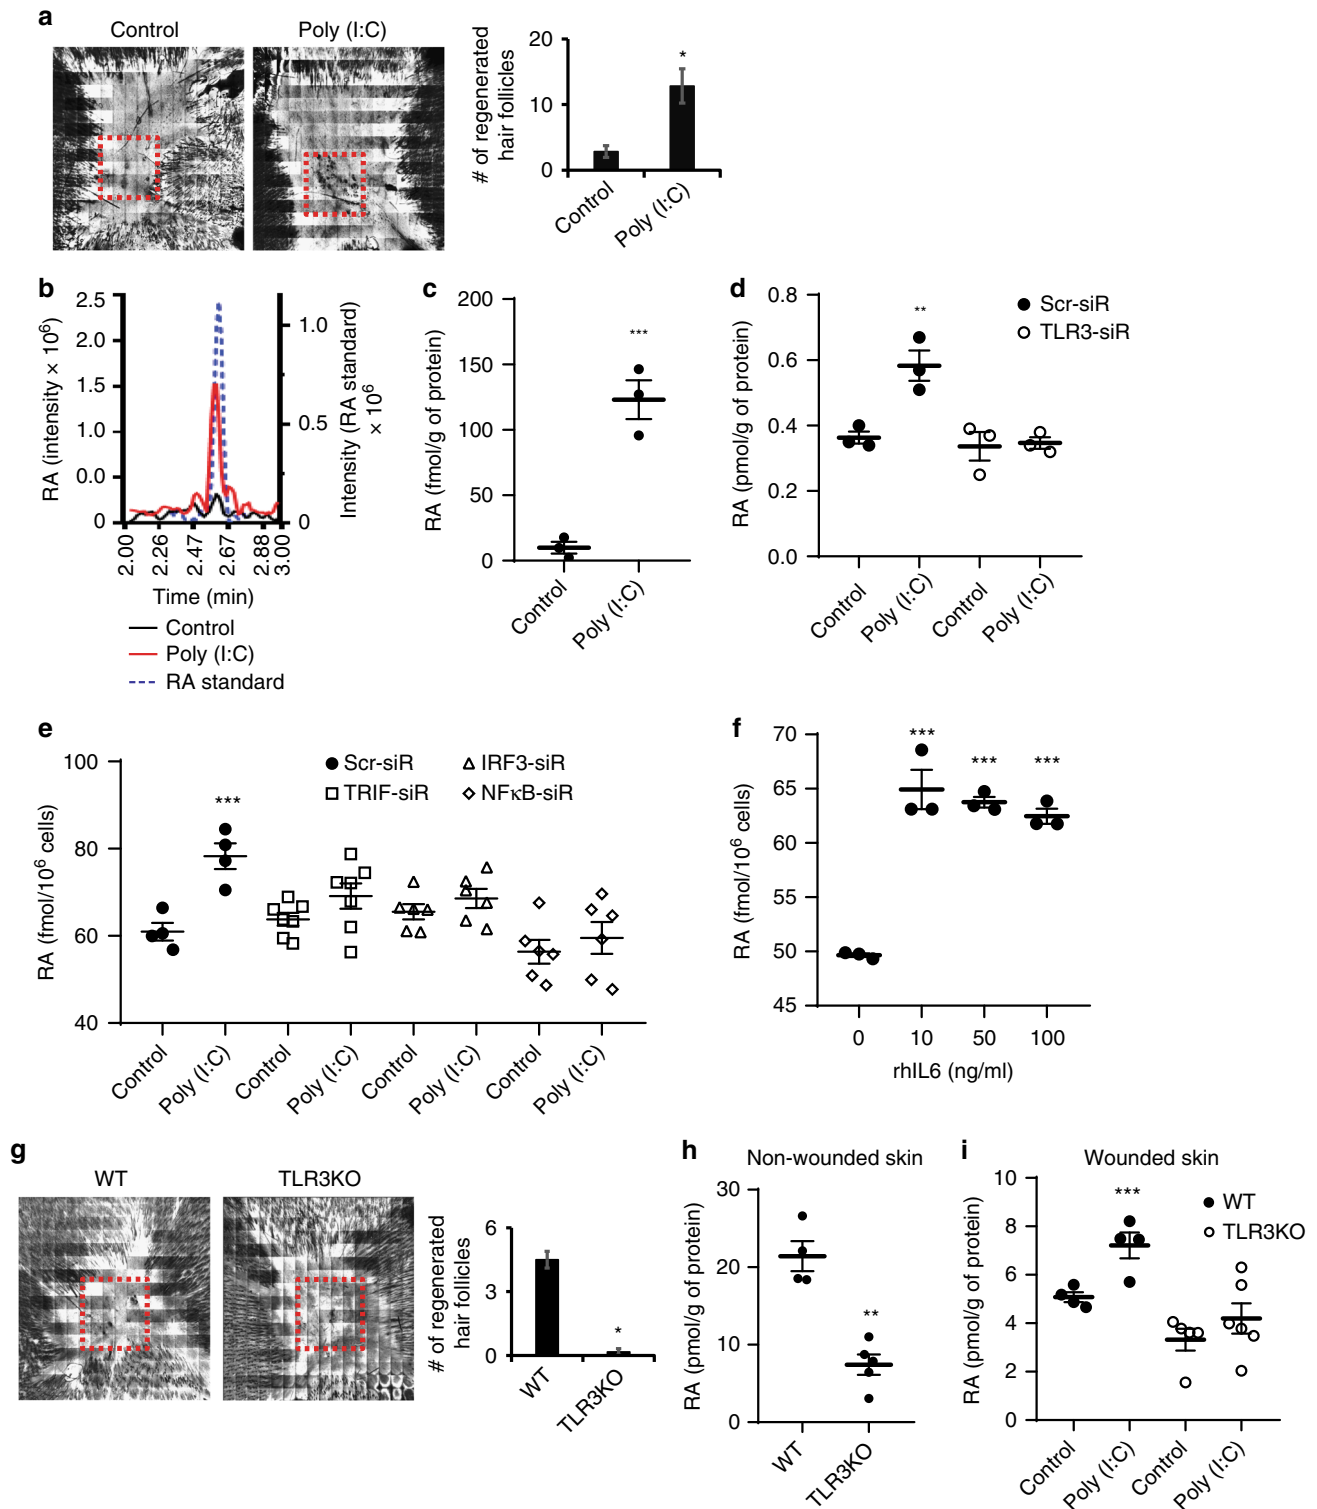 a
Control
Poly (I:C)
# of regenerated
hair follicles
20
10
0
*
Control
Poly (I:C)
b
RA (intensity × 10⁶)
2.5
2.0
1.5
1.0
0.0
0
Intensity (RA standard)
× 10⁶
1.0
0.5
0
2.00
2.26
2.47
2.67
2.88
3.00
Time (min)
Control
Poly (I:C)
RA standard
c
RA (fmol/g of protein)
200
150
100
50
0
***
Control
Poly (I:C)
d
RA (pmol/g of protein)
0.8
0.6
0.4
0.2
0.0
**
Scr-siR
TLR3-siR
Control
Poly (I:C)
Control
Poly (I:C)
e
RA (fmol/10⁶ cells)
100
80
60
40
***
Scr-siR
IRF3-siR
TRIF-siR
NFκB-siR
Control
Poly (I:C)
Control
Poly (I:C)
Control
Poly (I:C)
Control
Poly (I:C)
f
RA (fmol/10⁶ cells)
70
65
60
55
50
45
***
***
***
0
10
50
100
rhIL6 (ng/ml)
g
WT
TLR3KO
# of regenerated
hair follicles
6
3
0
*
WT
TLR3KO
h
Non-wounded skin
RA (pmol/g of protein)
30
20
10
0
**
WT
TLR3KO
i
Wounded skin
RA (pmol/g of protein)
10
8
6
4
2
0
***
WT
TLR3KO
Control
Poly (I:C)
Control
Poly (I:C)